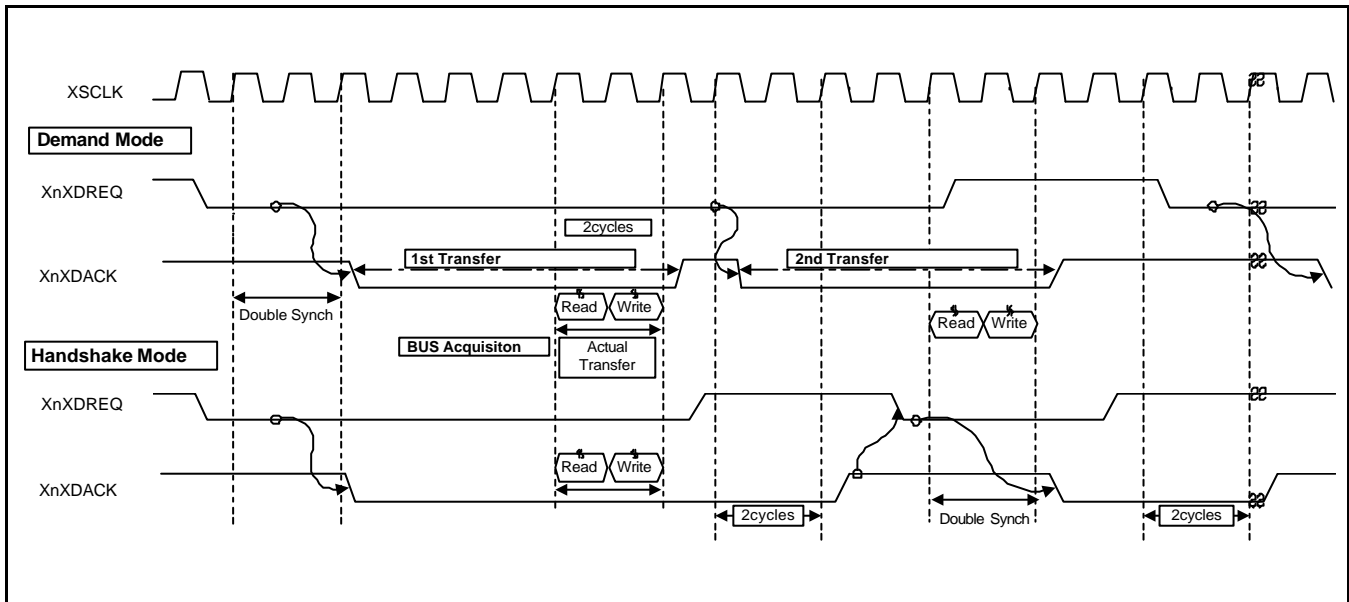 XSCLK
Demand Mode
XnXDREQ
2cycles
XnXDACK
1st Transfer
2nd Transfer
Double Synch
Read
Write
Read
Write
BUS Acquisiton
Actual
Transfer
Handshake Mode
XnXDREQ
XnXDACK
Read
Write
2cycles
Double Synch
2cycles